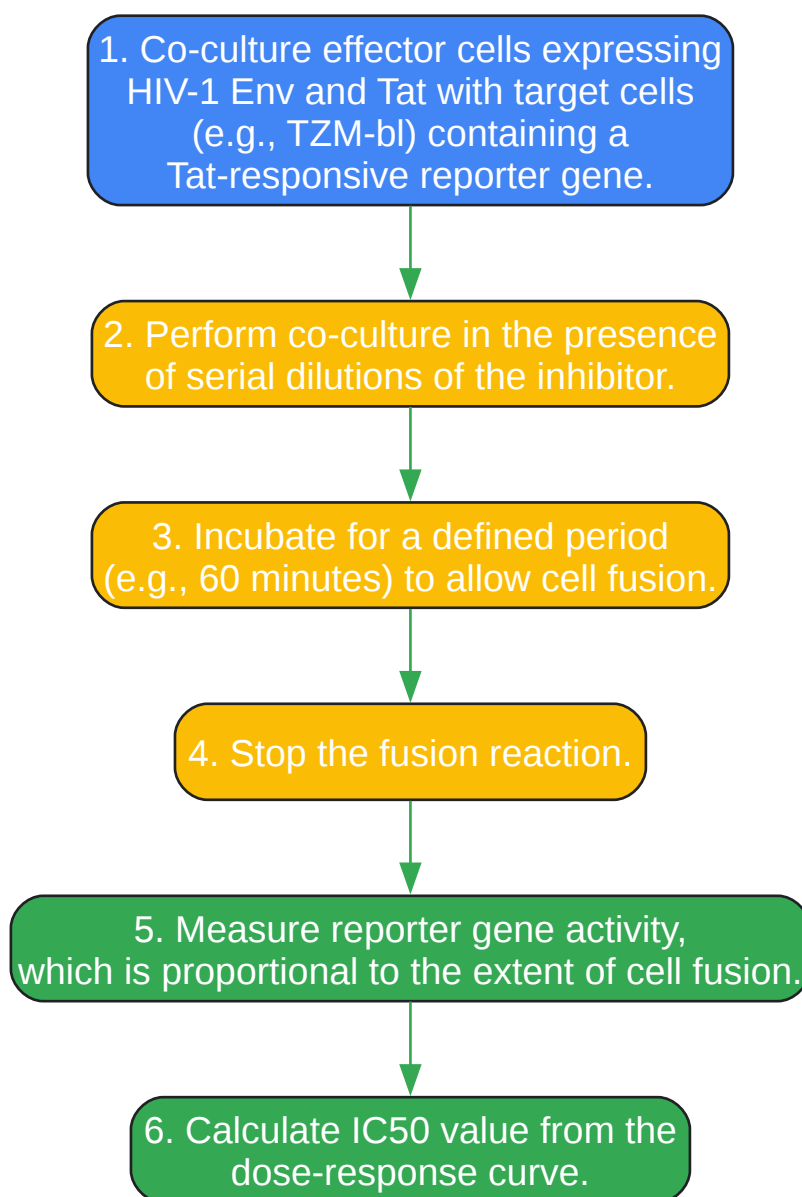 1. Co-culture effector cells expressing
HIV-1 Env and Tat with target cells
(e.g., TZM-bl) containing a
Tat-responsive reporter gene.
2. Perform co-culture in the presence
of serial dilutions of the inhibitor.
3. Incubate for a defined period
(e.g., 60 minutes) to allow cell fusion.
4. Stop the fusion reaction.
5. Measure reporter gene activity,
which is proportional to the extent of cell fusion.
6. Calculate IC50 value from the
dose-response curve.